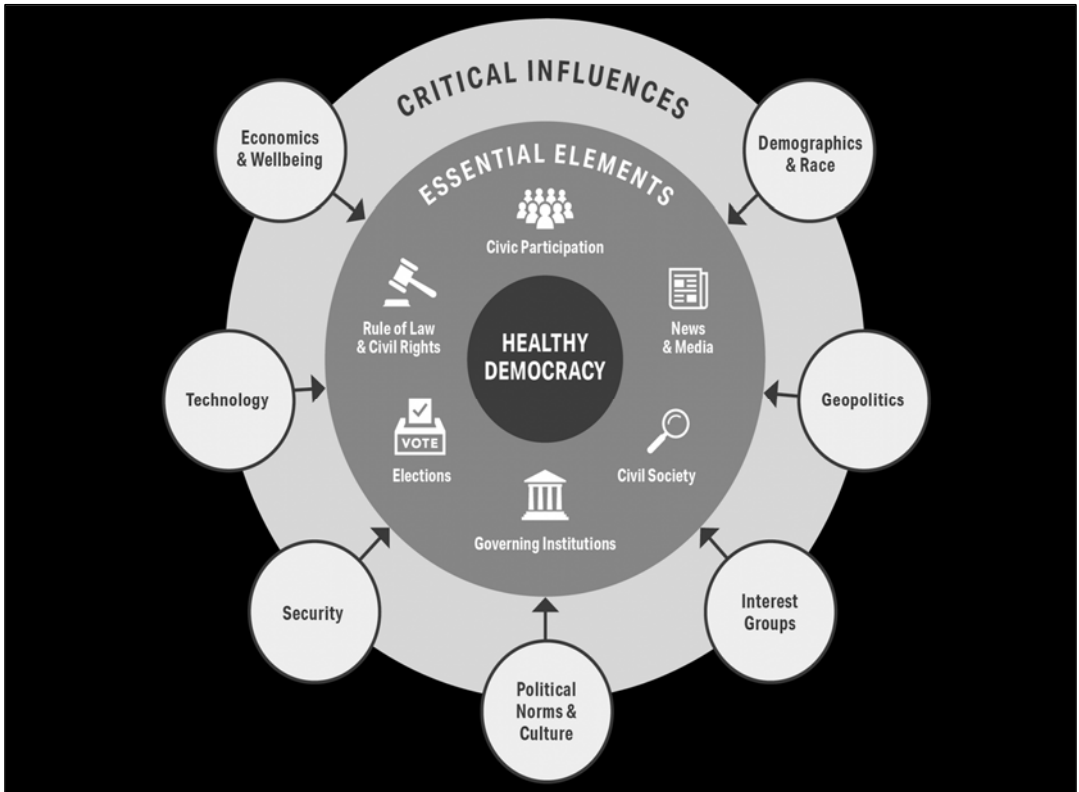 CRITICAL INFLUENCES
Economics
& Wellbeing
Demographics
& Race
ESSENTIAL ELEMENTS
Civic Participation
Rule of Law
& Civil Rights
News
& Media
HEALTHY
DEMOCRACY
Technology
Geopolitics
VOTE
Elections
Civil Society
Governing Institutions
Security
Interest
Groups
Political
Norms &
Culture